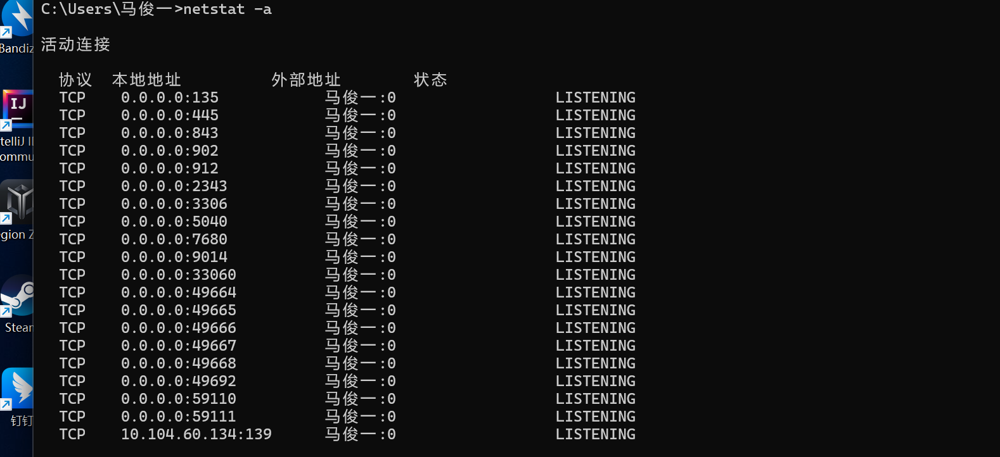 C:\Users\马俊一>netstat -a
活动连接
协议 本地地址 外部地址 状态
TCP 0.0.0.0:135 马俊一:0 LISTENING
TCP 0.0.0.0:445 马俊一:0 LISTENING
TCP 0.0.0.0:843 马俊一:0 LISTENING
TCP 0.0.0.0:902 马俊一:0 LISTENING
TCP 0.0.0.0:912 马俊一:0 LISTENING
TCP 0.0.0.0:2343 马俊一:0 LISTENING
TCP 0.0.0.0:3306 马俊一:0 LISTENING
TCP 0.0.0.0:5040 马俊一:0 LISTENING
TCP 0.0.0.0:7680 马俊一:0 LISTENING
TCP 0.0.0.0:9014 马俊一:0 LISTENING
TCP 0.0.0.0:33060 马俊一:0 LISTENING
TCP 0.0.0.0:49664 马俊一:0 LISTENING
TCP 0.0.0.0:49665 马俊一:0 LISTENING
TCP 0.0.0.0:49666 马俊一:0 LISTENING
TCP 0.0.0.0:49667 马俊一:0 LISTENING
TCP 0.0.0.0:49668 马俊一:0 LISTENING
TCP 0.0.0.0:49692 马俊一:0 LISTENING
TCP 0.0.0.0:59110 马俊一:0 LISTENING
TCP 0.0.0.0:59111 马俊一:0 LISTENING
TCP 10.104.60.134:139 马俊一:0 LISTENING
Bandiz
IJ
telliJ I
ommu
gion Z
Stear
钉钉